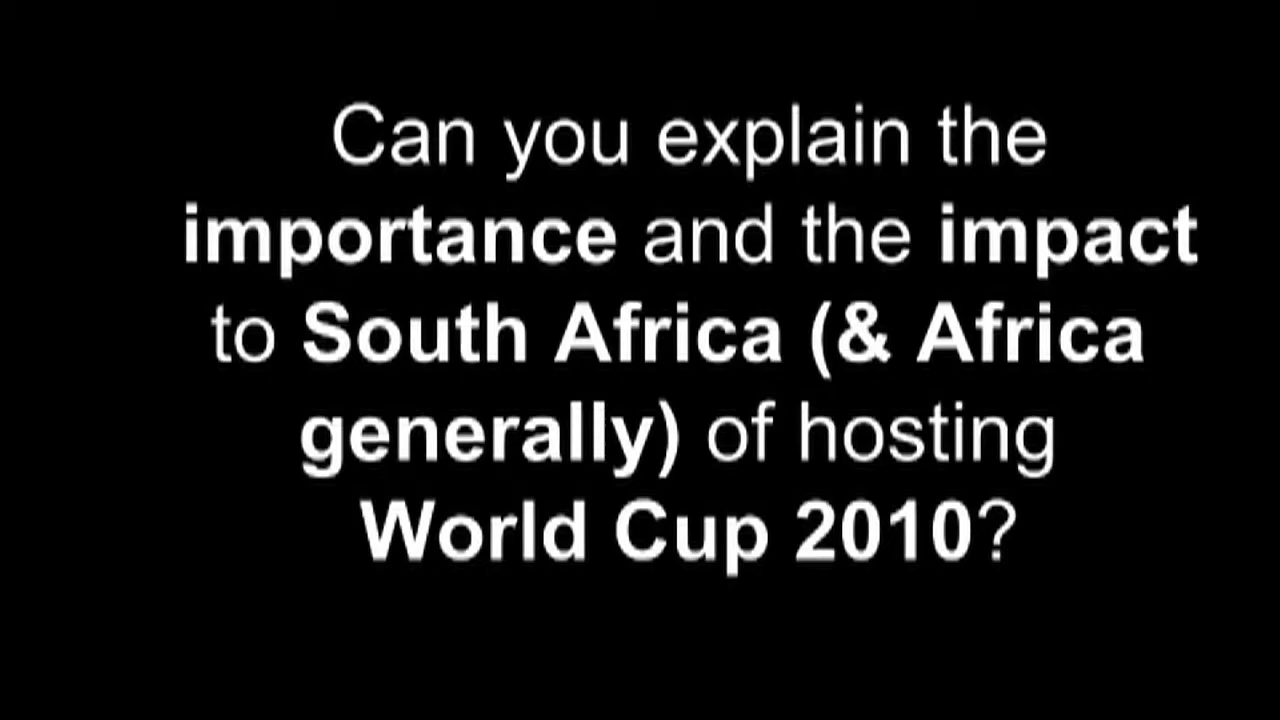 Can you explain the
importance and the impact
to South Africa (& Africa
generally) of hosting
World Cup 2010?